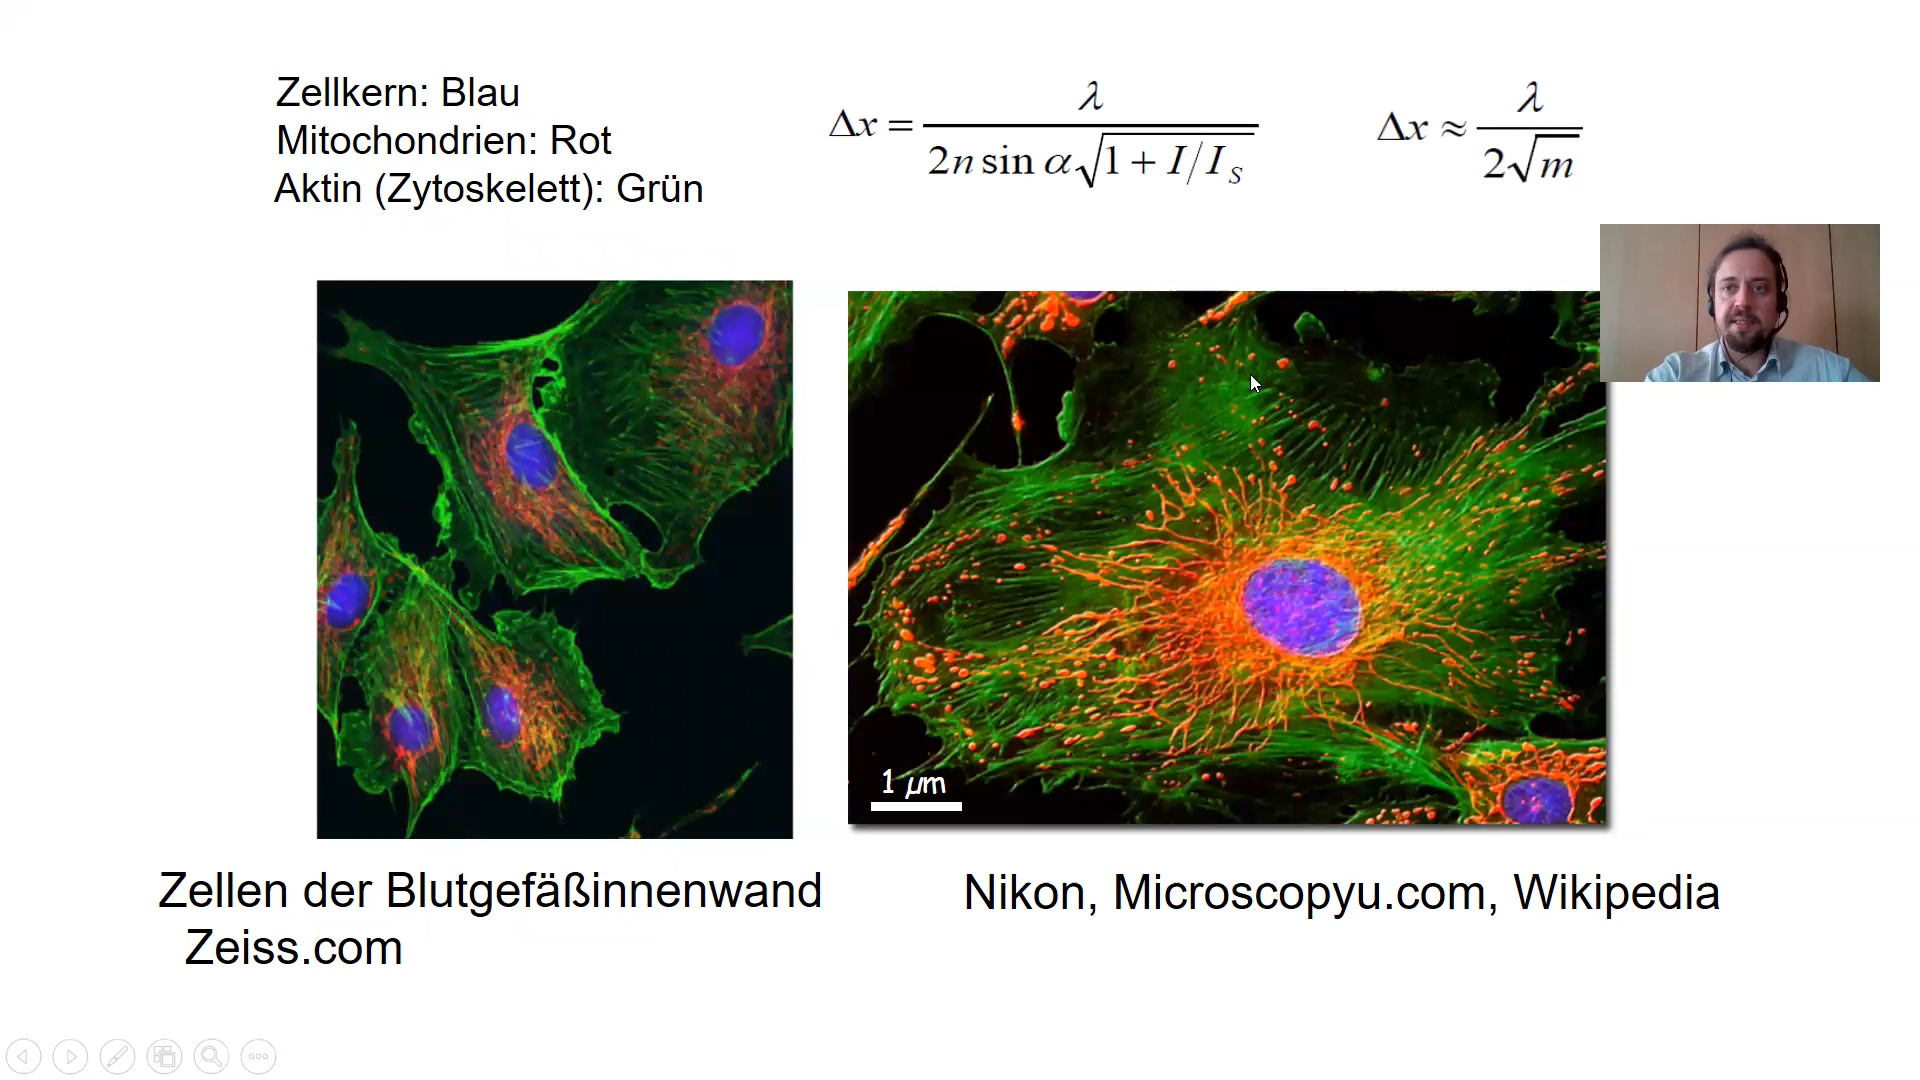 Zellkern: Blau
Mitochondrien: Rot
Aktin (Zytoskelett): Grün
Δx = λ / (2n sin α√(1 + I/I_S))
Δx ≈ λ / (2√m)
1 µm
Zellen der Blutgefäßinnenwand
Zeiss.com
Nikon, Microscopyu.com, Wikipedia